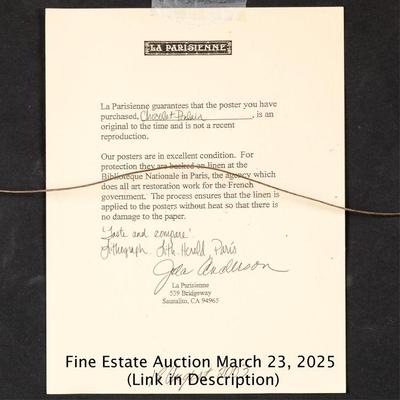 LA PARISIENNE
La Parisienne guarantees that the poster you have
purchased, Chocolat Poulain, is an
original to the time and is not a recent
reproduction.
Our posters are in excellent condition. For
protection they are backed on linen at the
Bibliotheque Nationale in Paris, the agency which
does all art restoration work for the French
government. The process ensures that the linen is
applied to the posters without heat so that there is
no damage to the paper.
'Taste and compare'
Lithograph. Lith. Herold, Paris
Anderson
La Parisienne
559 Bridgeway
Sausalito, CA 94965
Fine Estate Auction March 23, 2025
(Link in Description)